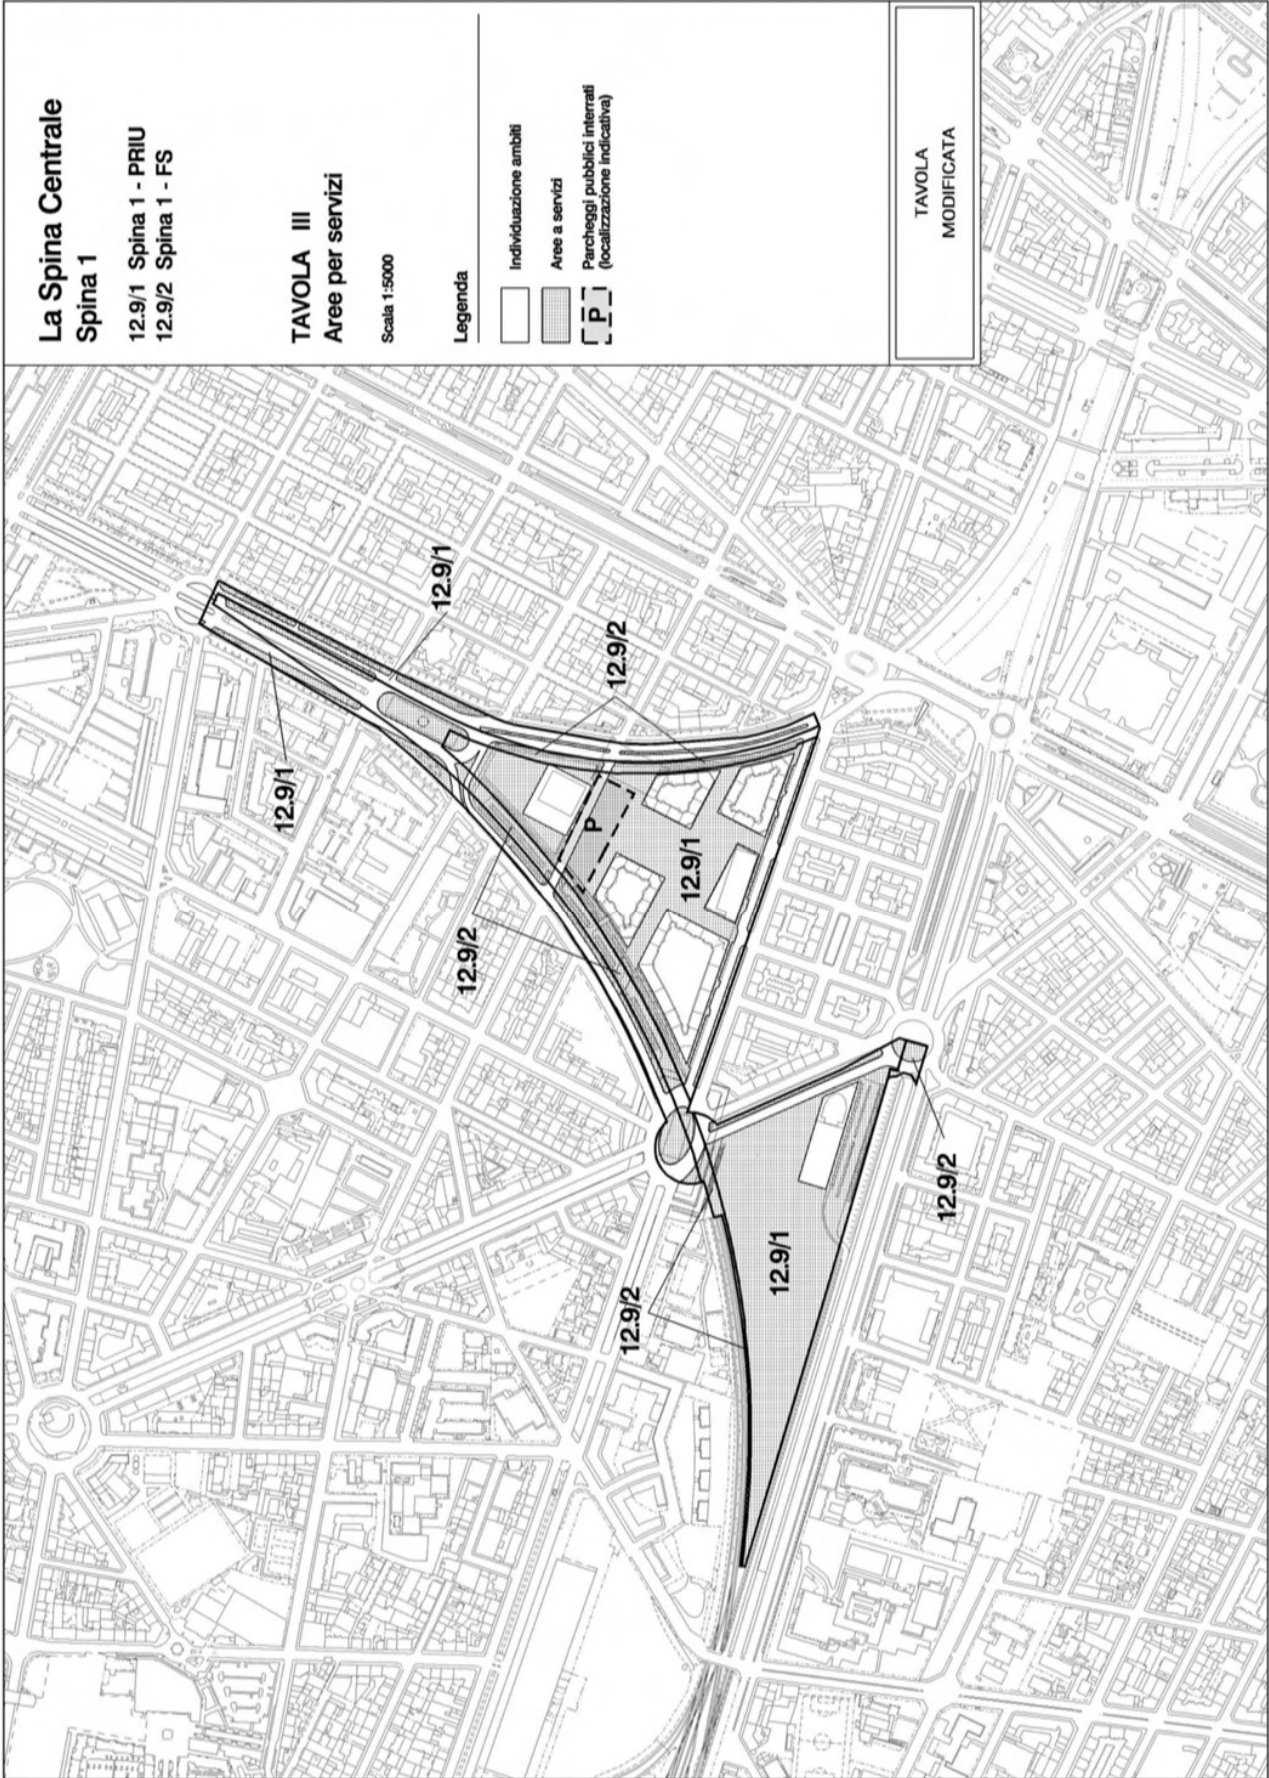 La Spina Centrale
Spina 1
12.9/1 Spina 1 - PRIU
12.9/2 Spina 1 - FS
TAVOLA III
Aree per servizi
Scala 1:5000
Legenda
Individuazione ambiti
Aree a servizi
P
Parcheggi pubblici interrati
(localizzazione indicativa)
TAVOLA
MODIFICATA
12.9/1
12.9/1
12.9/2
12.9/2
P
12.9/1
12.9/2
12.9/1
12.9/2